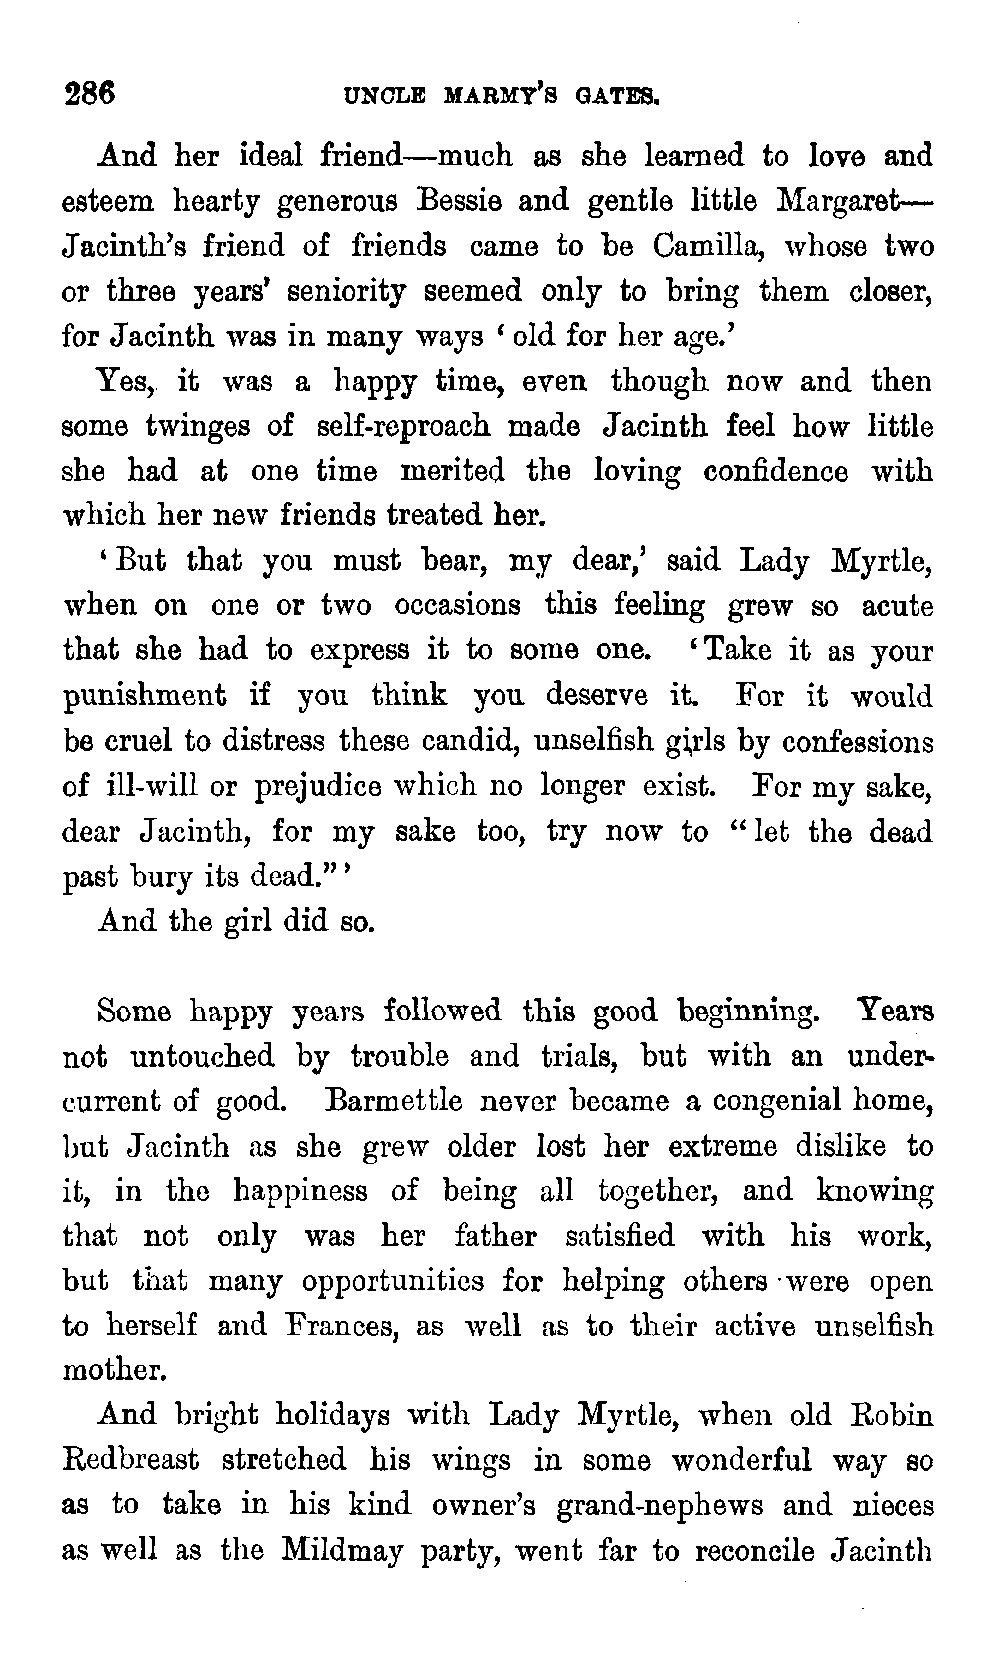 286 UNCLE MARMY'S GATES.
And her ideal friend—much as she learned to love and
esteem hearty generous Bessie and gentle little Margaret—
Jacinth's friend of friends came to be Camilla, whose two
or three years' seniority seemed only to bring them closer,
for Jacinth was in many ways ‘ old for her age.’
Yes, it was a happy time, even though now and then
some twinges of self-reproach made Jacinth feel how little
she had at one time merited the loving confidence with
which her new friends treated her.
‘ But that you must bear, my dear,’ said Lady Myrtle,
when on one or two occasions this feeling grew so acute
that she had to express it to some one. ‘Take it as your
punishment if you think you deserve it. For it would
be cruel to distress these candid, unselfish girls by confessions
of ill-will or prejudice which no longer exist. For my sake,
dear Jacinth, for my sake too, try now to “ let the dead
past bury its dead.” ’
And the girl did so.
Some happy years followed this good beginning. Years
not untouched by trouble and trials, but with an under-
current of good. Barmettle never became a congenial home,
but Jacinth as she grew older lost her extreme dislike to
it, in the happiness of being all together, and knowing
that not only was her father satisfied with his work,
but that many opportunities for helping others were open
to herself and Frances, as well as to their active unselfish
mother.
And bright holidays with Lady Myrtle, when old Robin
Redbreast stretched his wings in some wonderful way so
as to take in his kind owner's grand-nephews and nieces
as well as the Mildmay party, went far to reconcile Jacinth